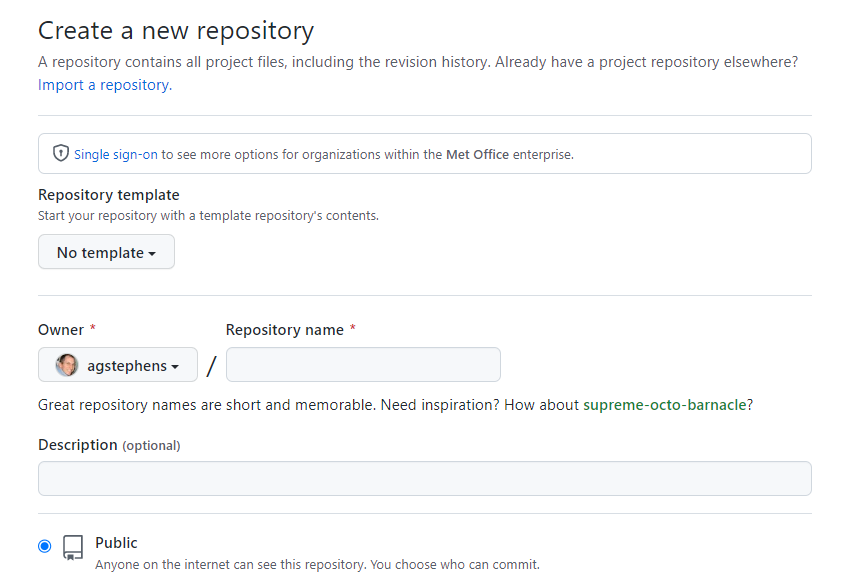 Create a new repository
A repository contains all project files, including the revision history. Already have a project repository elsewhere?
Import a repository.
Single sign-on to see more options for organizations within the Met Office enterprise.
Repository template
Start your repository with a template repository's contents.
No template
Owner * Repository name *
agstephens /
Great repository names are short and memorable. Need inspiration? How about supreme-octo-barnacle?
Description (optional)
Public
Anyone on the internet can see this repository. You choose who can commit.